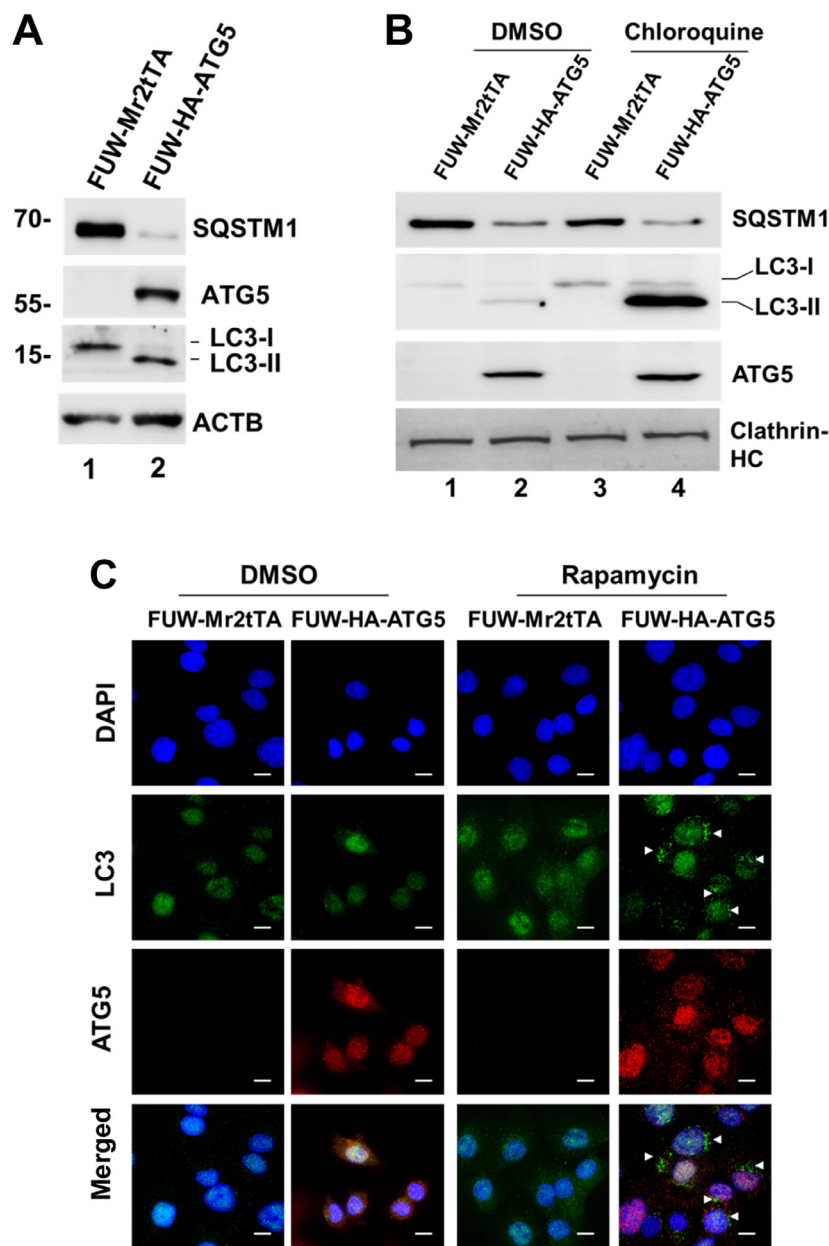 A
FUW-Mr2tTA
FUW-HA-ATG5
70-
SQSTM1
55-
ATG5
15-
LC3-I
LC3-II
ACTB
1 2
B
DMSO Chloroquine
FUW-Mr2tTA
FUW-HA-ATG5
FUW-Mr2tTA
FUW-HA-ATG5
SQSTM1
LC3-I
LC3-II
ATG5
Clathrin-
HC
1 2 3 4
C
DMSO Rapamycin
FUW-Mr2tTA FUW-HA-ATG5 FUW-Mr2tTA FUW-HA-ATG5
DAPI
LC3
ATG5
Merged